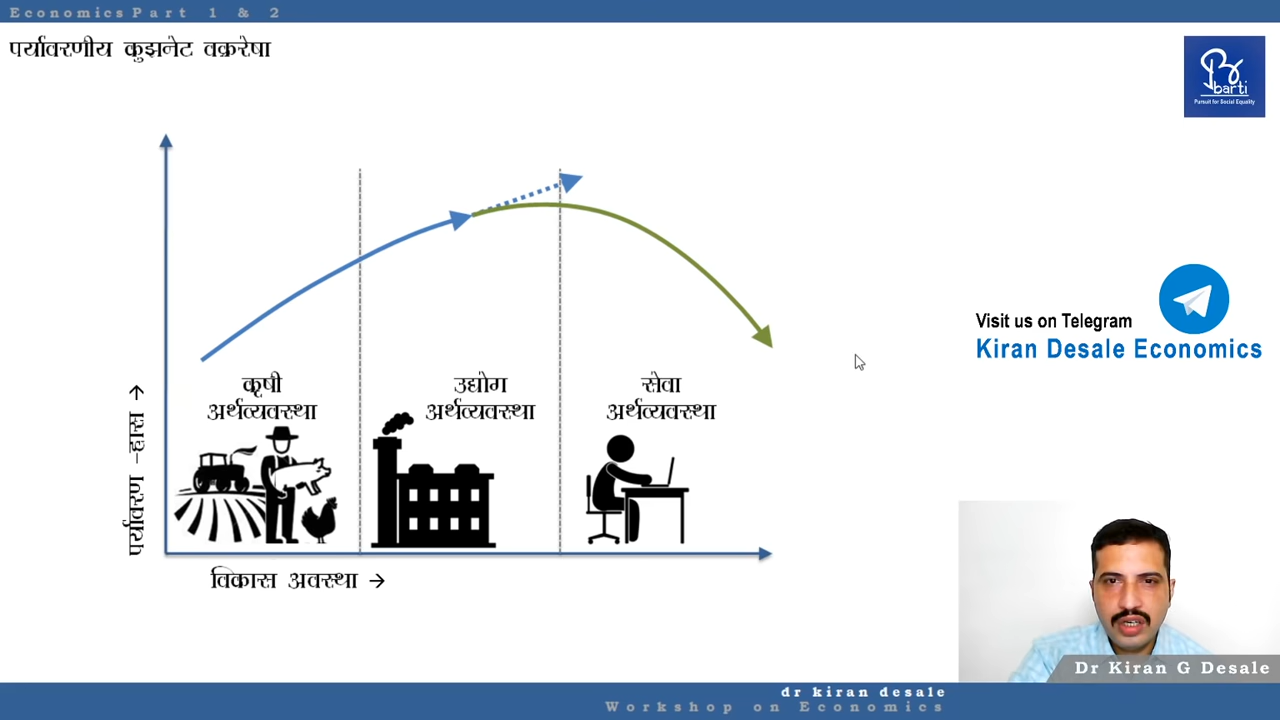 Economics Part 1 & 2
पर्यावरणीय कुझनेट वक्ररेषा
barti
Pursuit for Social Equality
Visit us on Telegram
Kiran Desale Economics
कृषी
अर्थव्यवस्था
उद्योग
अर्थव्यवस्था
सेवा
अर्थव्यवस्था
पर्यावरण -हास →
विकास अवस्था →
Dr Kiran G Desale
dr kiran desale
Workshop on Economics